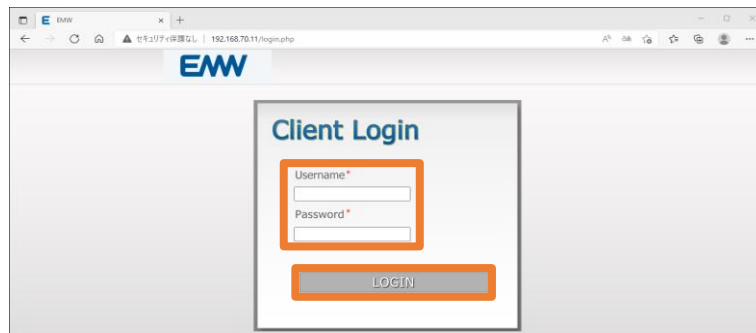 EMW
セキュリティ保護なし | 192.168.70.11/login.php
EMW
Client Login
Username*
Password*
LOGIN